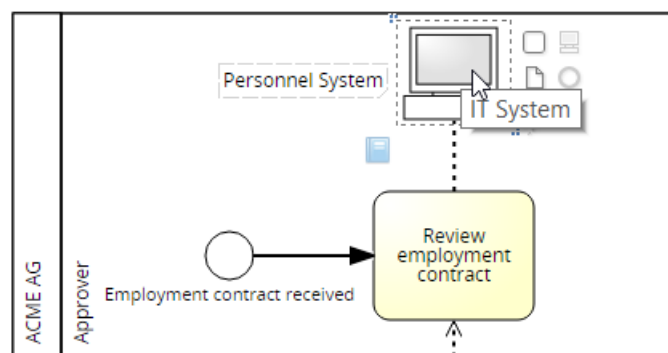 Personnel System
IT System
Review
employment
contract
Employment contract received
ACME AG
Approver